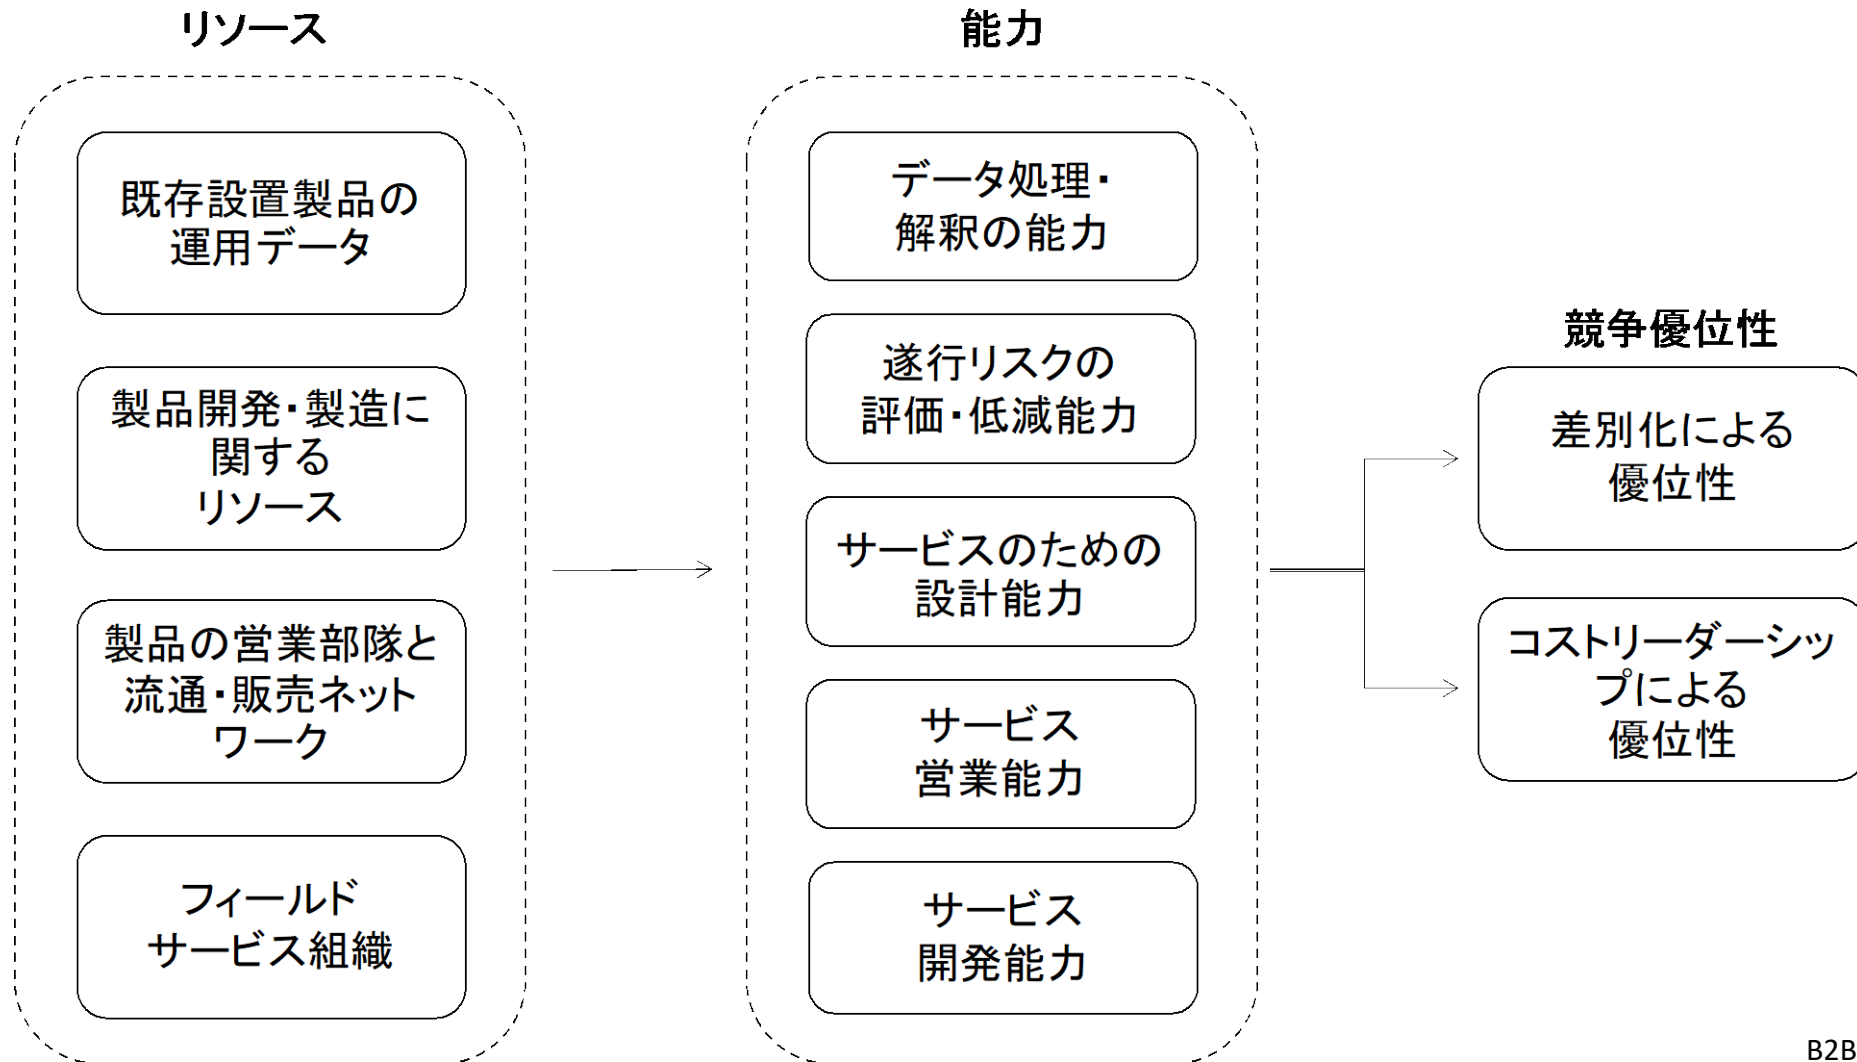 リソース
既存設置製品の
運用データ
製品開発・製造に
関する
リソース
製品の営業部隊と
流通・販売ネット
ワーク
フィールド
サービス組織
能力
データ処理・
解釈の能力
遂行リスクの
評価・低減能力
サービスのための
設計能力
サービス
営業能力
サービス
開発能力
競争優位性
差別化による
優位性
コストリーダーシッ
プによる
優位性
B2B